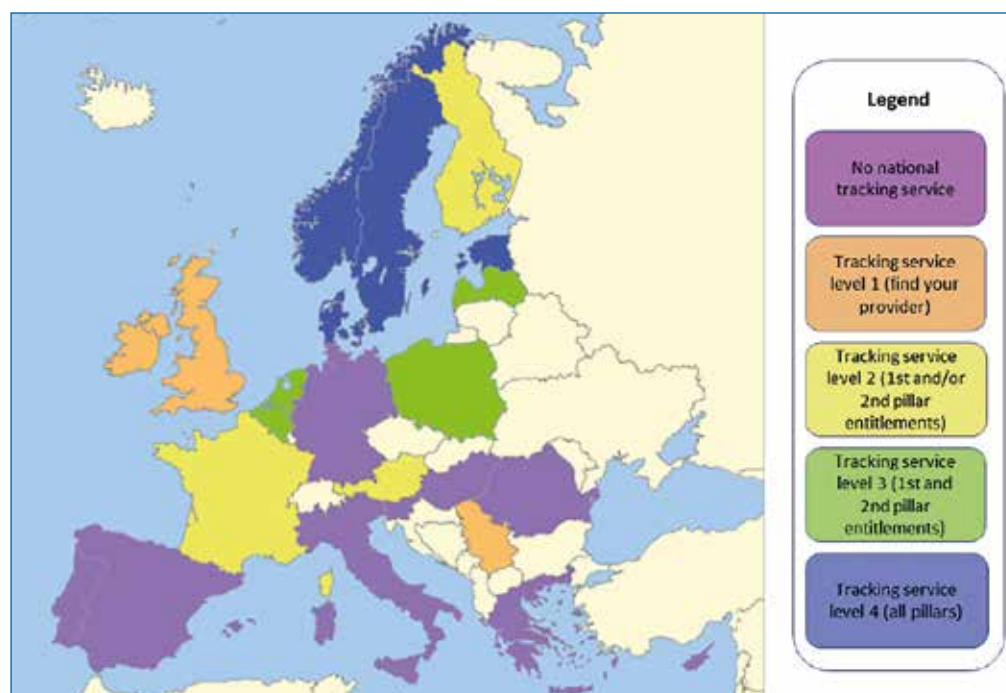 Legend
No national
tracking service
Tracking service
level 1 (find your
provider)
Tracking service
level 2 (1st and/or
2nd pillar
entitlements)
Tracking service
level 3 (1st and
2nd pillar
entitlements)
Tracking service
level 4 (all pillars)